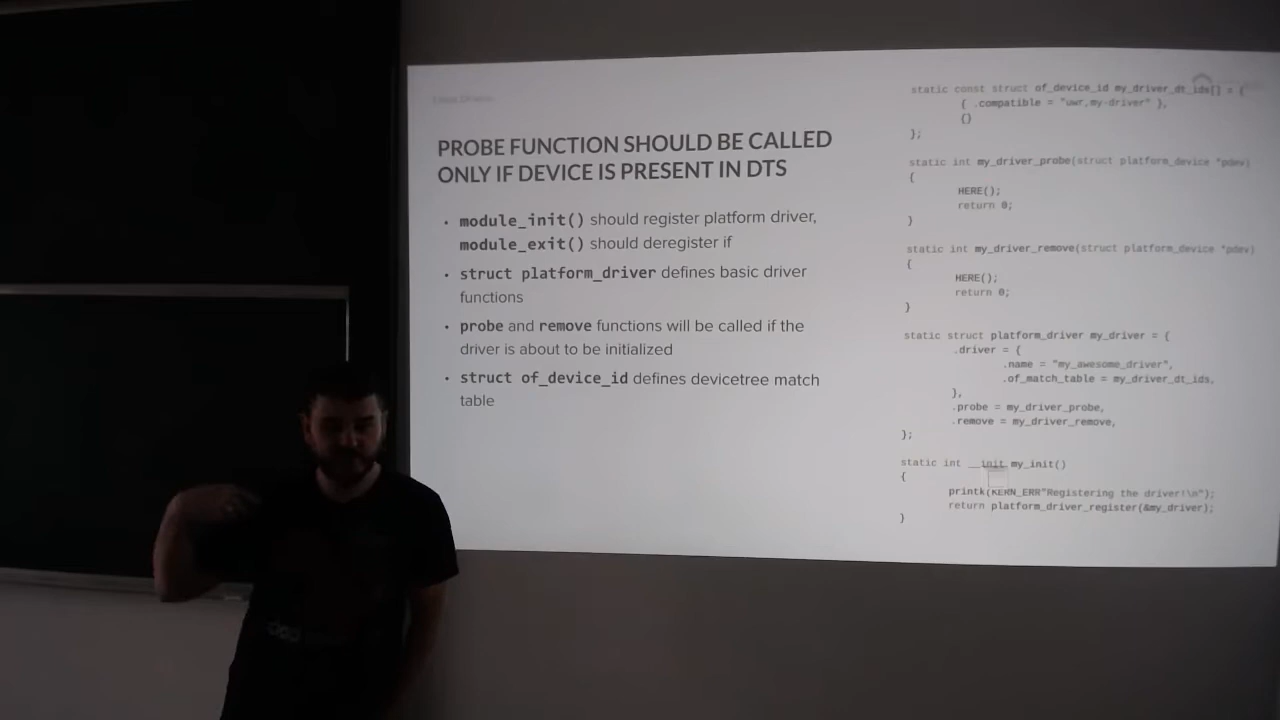 PROBE FUNCTION SHOULD BE CALLED
ONLY IF DEVICE IS PRESENT IN DTS
• module_init() should register platform driver,
module_exit() should deregister if
• struct platform_driver defines basic driver
functions
• probe and remove functions will be called if the
driver is about to be initialized
• struct of_device_id defines devicetree match
table
static const struct of_device_id my_driver_dt_ids[] = {
{ .compatible = "uwr,my-driver" },
{}
};
static int my_driver_probe(struct platform_device *pdev)
{
HERE();
return 0;
}
static int my_driver_remove(struct platform_device *pdev)
{
HERE();
return 0;
}
static struct platform_driver my_driver = {
.driver = {
.name = "my_awesome_driver",
.of_match_table = my_driver_dt_ids,
},
.probe = my_driver_probe,
.remove = my_driver_remove,
};
static int __init my_init()
{
printk(KERN_ERR"Registering the driver!\n");
return platform_driver_register(&my_driver);
}